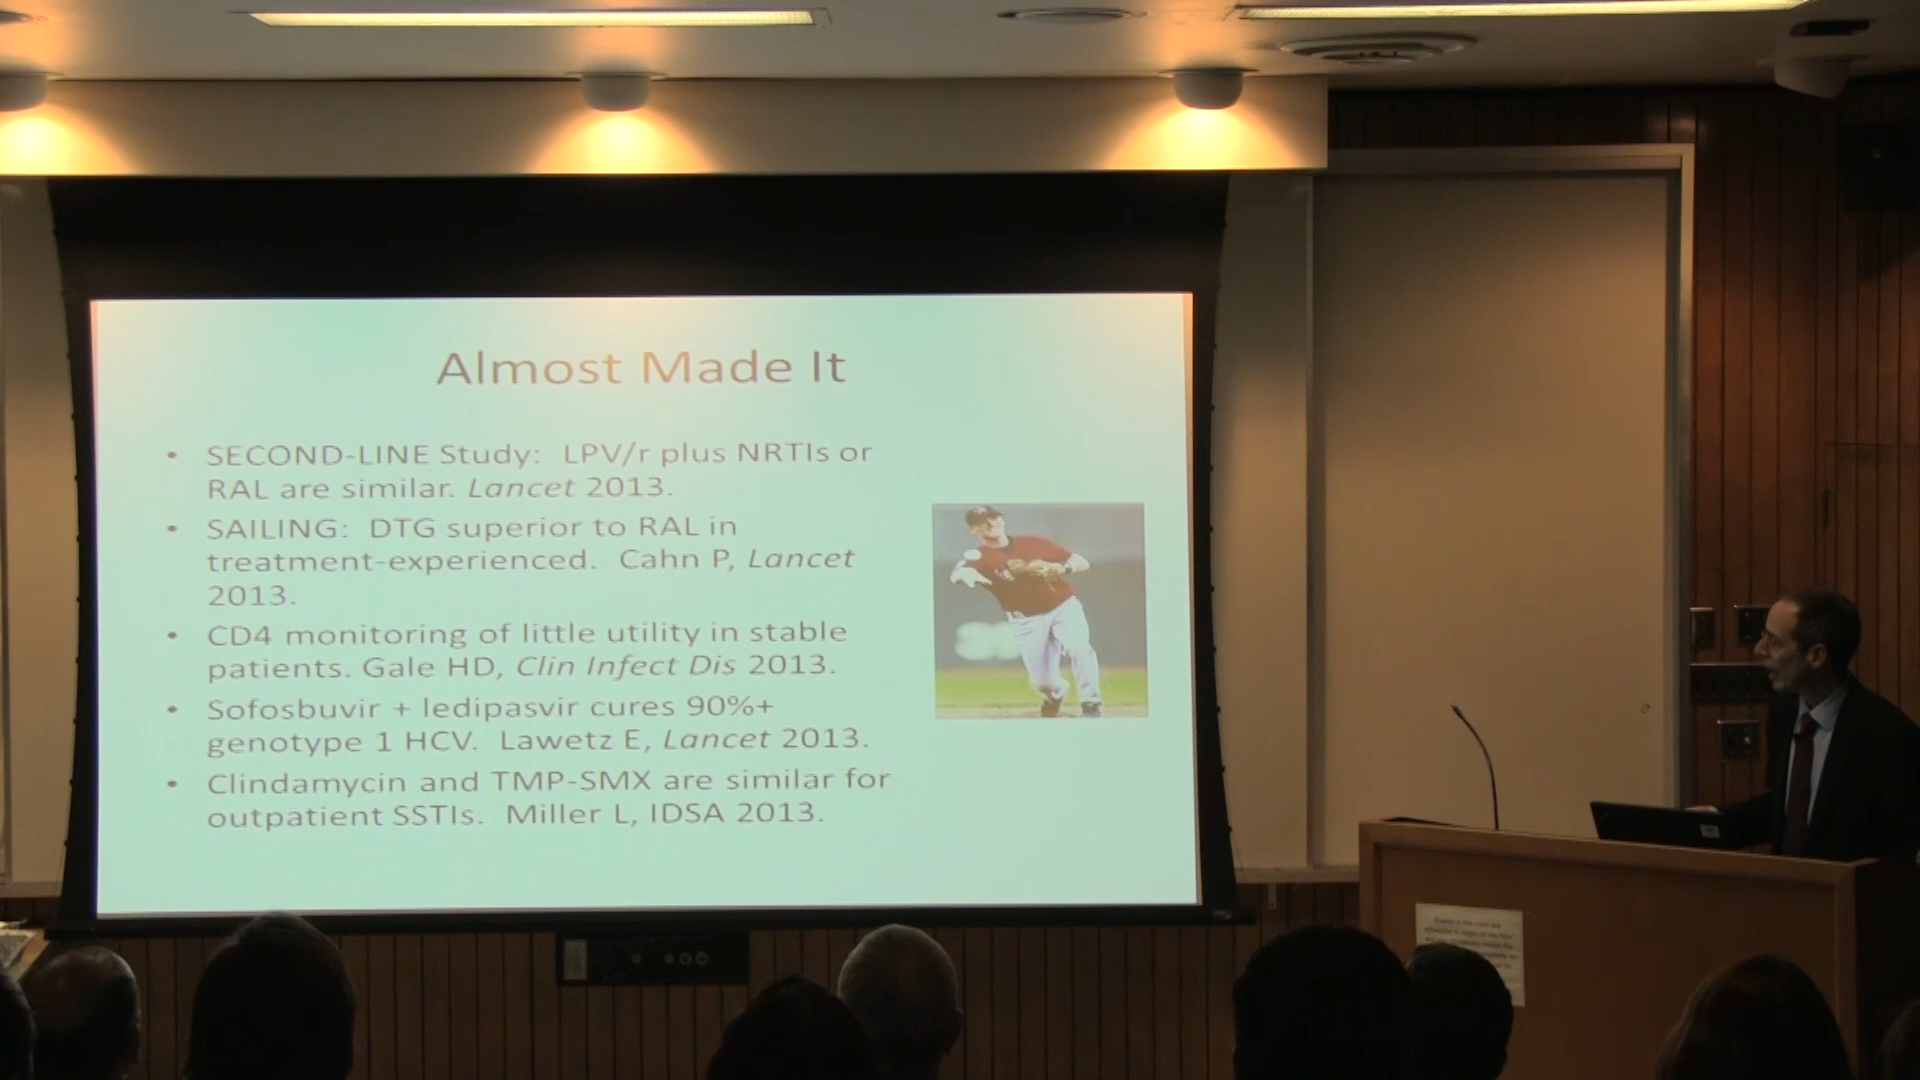 Almost Made It
• SECOND-LINE Study: LPV/r plus NRTIs or
RAL are similar. Lancet 2013.
• SAILING: DTG superior to RAL in
treatment-experienced. Cahn P, Lancet
2013.
• CD4 monitoring of little utility in stable
patients. Gale HD, Clin Infect Dis 2013.
• Sofosbuvir + ledipasvir cures 90%+
genotype 1 HCV. Lawetz E, Lancet 2013.
• Clindamycin and TMP-SMX are similar for
outpatient SSTIs. Miller L, IDSA 2013.